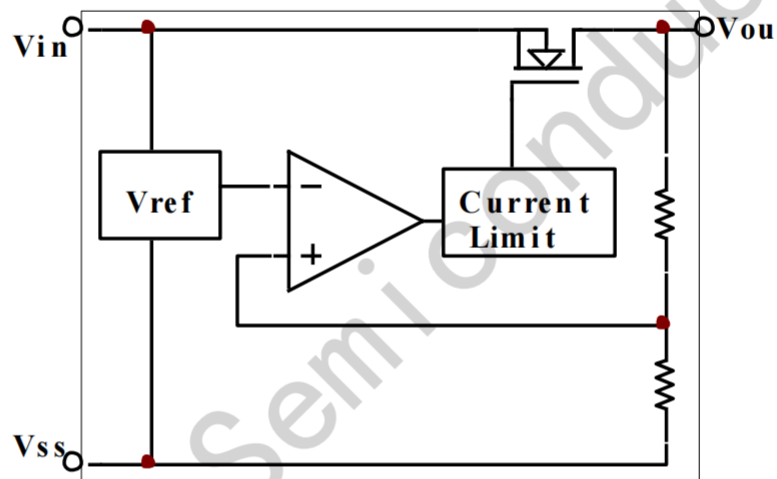 Vin
Vou
Vref
−
+
Current
Limit
Vss
Semiconduc